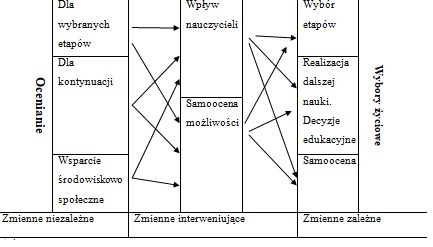 Ocenianie
Dla
wybranych
etapów
Dla
kontynuacji
Wsparcie
środowiskowo
społeczne
Wpływ
nauczycieli
Samoocena
możliwości
Wybór
etapów
Realizacja
dalszej
nauki.
Decyzje
edukacyjne
Samoocena
Wybory życiowe
Zmienne niezależne
Zmienne interweniujące
Zmienne zależne